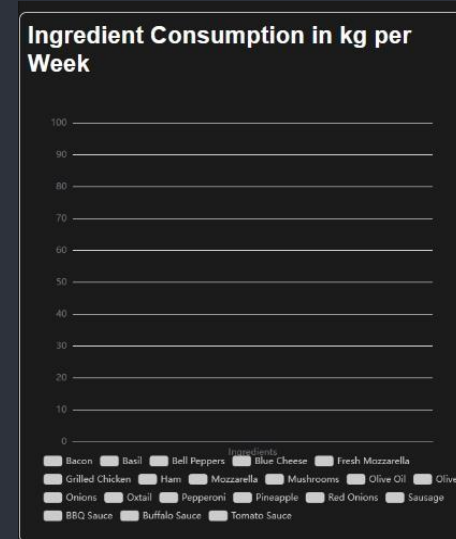 Ingredient Consumption in kg per
Week
100
90
80
70
60
50
40
30
20
10
0
Ingredients
Bacon Basil Bell Peppers Blue Cheese Fresh Mozzarella
Grilled Chicken Ham Mozzarella Mushrooms Olive Oil Olive
Onions Oxtail Pepperoni Pineapple Red Onions Sausage
BBQ Sauce Buffalo Sauce Tomato Sauce